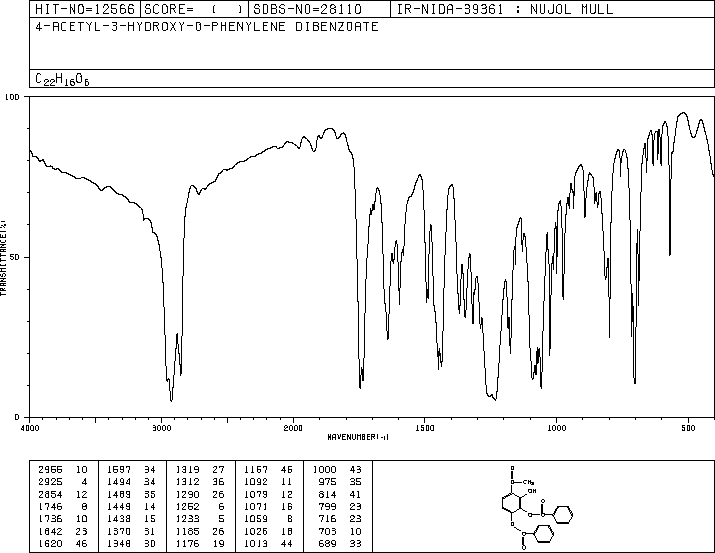 HIT-NO=12566 SCORE= ( ) SDBS-NO=28110 IR-NIDA-39361 : NUJOL MULL
4-ACETYL-3-HYDROXY-O-PHENYLENE DIBENZOATE
C22H16O5
100
50
0
TRANSMITTANCE(%)
4000 3000 2000 1500 1000 500
WAVENUMBER(-1)
2955 10 1597 34 1319 27 1167 46 1000 43
2925 4 1494 34 1312 36 1092 11 975 35
2854 12 1489 35 1290 26 1079 12 814 41
1746 8 1449 14 1252 6 1071 16 799 23
1736 10 1438 15 1233 5 1059 8 716 23
1642 23 1370 31 1185 26 1026 18 703 10
1620 46 1348 30 1176 19 1013 44 689 33
O
C CH3
OH
O C
O
O C
O